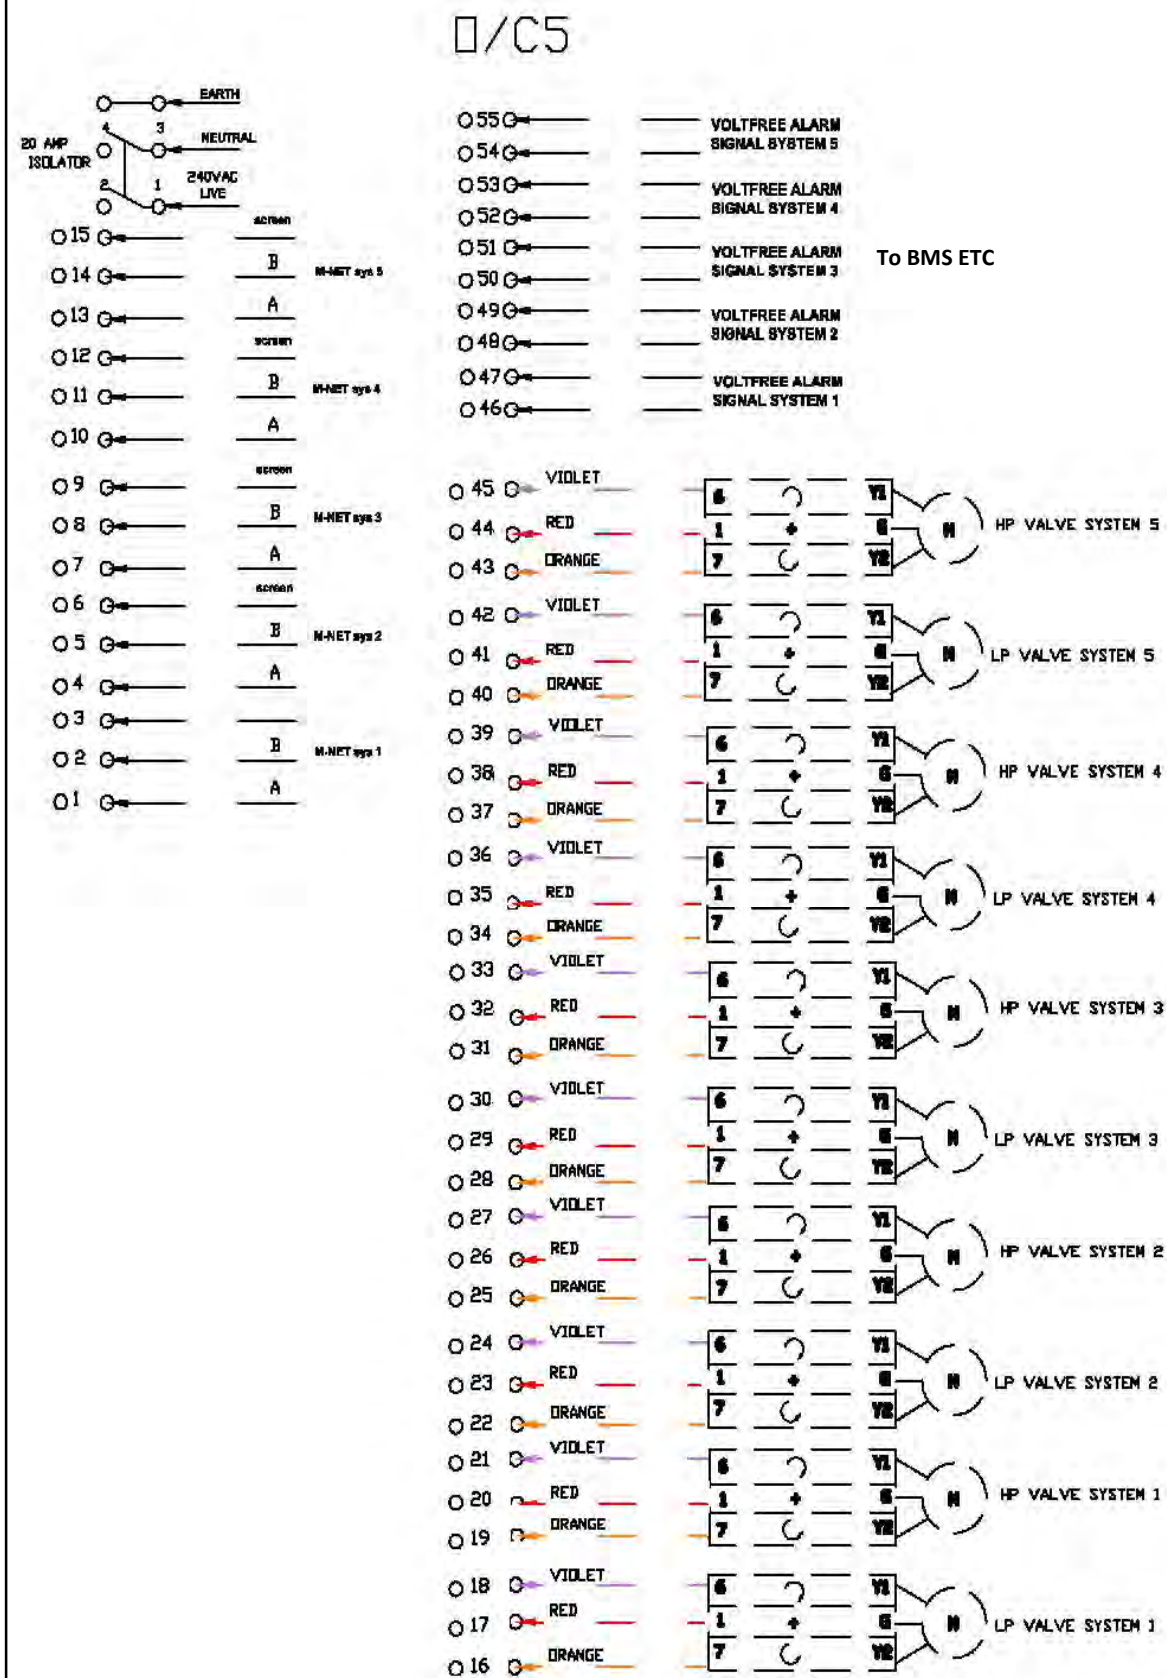 O/C5
EARTH
4 3
20 AMP
ISOLATOR
NEUTRAL
2 1
240VAC
LIVE
15 screen
14 B M-NET sys 5
13 A
12 screen
11 B M-NET sys 4
10 A
9 screen
8 B M-NET sys 3
7 A
6 screen
5 B M-NET sys 2
4 A
3
2 B M-NET sys 1
1 A
55 VOLTFREE ALARM
54 SIGNAL SYSTEM 5
53 VOLTFREE ALARM
52 SIGNAL SYSTEM 4
51 VOLTFREE ALARM
50 SIGNAL SYSTEM 3
To BMS ETC
49 VOLTFREE ALARM
48 SIGNAL SYSTEM 2
47 VOLTFREE ALARM
46 SIGNAL SYSTEM 1
45 VIOLET 6 Y1
44 RED 1 + G M HP VALVE SYSTEM 5
43 ORANGE 7 Y2
42 VIOLET 6 Y1
41 RED 1 + G M LP VALVE SYSTEM 5
40 ORANGE 7 Y2
39 VIOLET 6 Y1
38 RED 1 + G M HP VALVE SYSTEM 4
37 ORANGE 7 Y2
36 VIOLET 6 Y1
35 RED 1 + G M LP VALVE SYSTEM 4
34 ORANGE 7 Y2
33 VIOLET 6 Y1
32 RED 1 + G M HP VALVE SYSTEM 3
31 ORANGE 7 Y2
30 VIOLET 6 Y1
29 RED 1 + G M LP VALVE SYSTEM 3
28 ORANGE 7 Y2
27 VIOLET 6 Y1
26 RED 1 + G M HP VALVE SYSTEM 2
25 ORANGE 7 Y2
24 VIOLET 6 Y1
23 RED 1 + G M LP VALVE SYSTEM 2
22 ORANGE 7 Y2
21 VIOLET 6 Y1
20 RED 1 + G M HP VALVE SYSTEM 1
19 ORANGE 7 Y2
18 VIOLET 6 Y1
17 RED 1 + G M LP VALVE SYSTEM 1
16 ORANGE 7 Y2